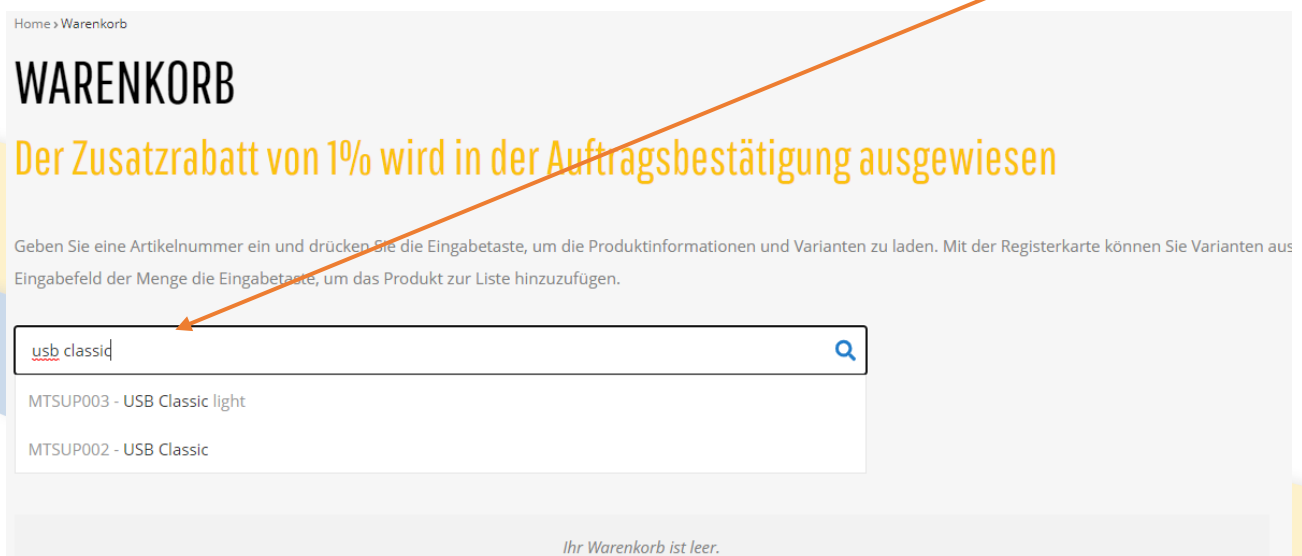 Home › Warenkorb
WARENKORB
Der Zusatzrabatt von 1% wird in der Auftragsbestätigung ausgewiesen
Geben Sie eine Artikelnummer ein und drücken Sie die Eingabetaste, um die Produktinformationen und Varianten zu laden. Mit der Registerkarte können Sie Varianten aus
Eingabefeld der Menge die Eingabetaste, um das Produkt zur Liste hinzuzufügen.
usb classic
MTSUP003 - USB Classic light
MTSUP002 - USB Classic
Ihr Warenkorb ist leer.